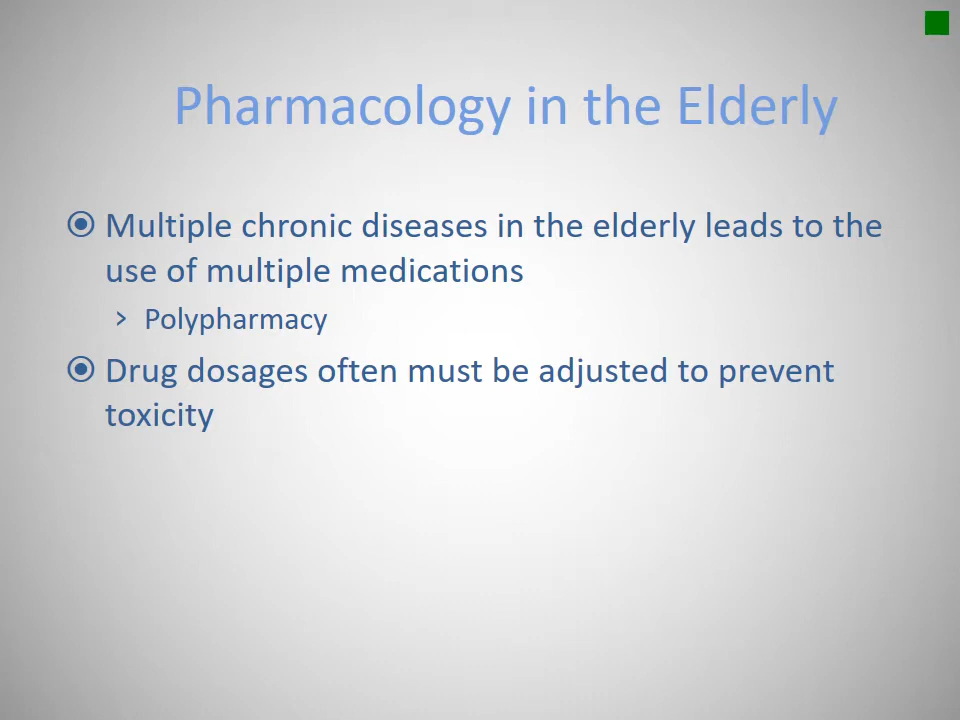 Pharmacology in the Elderly
Multiple chronic diseases in the elderly leads to the
use of multiple medications
Polypharmacy
Drug dosages often must be adjusted to prevent
toxicity